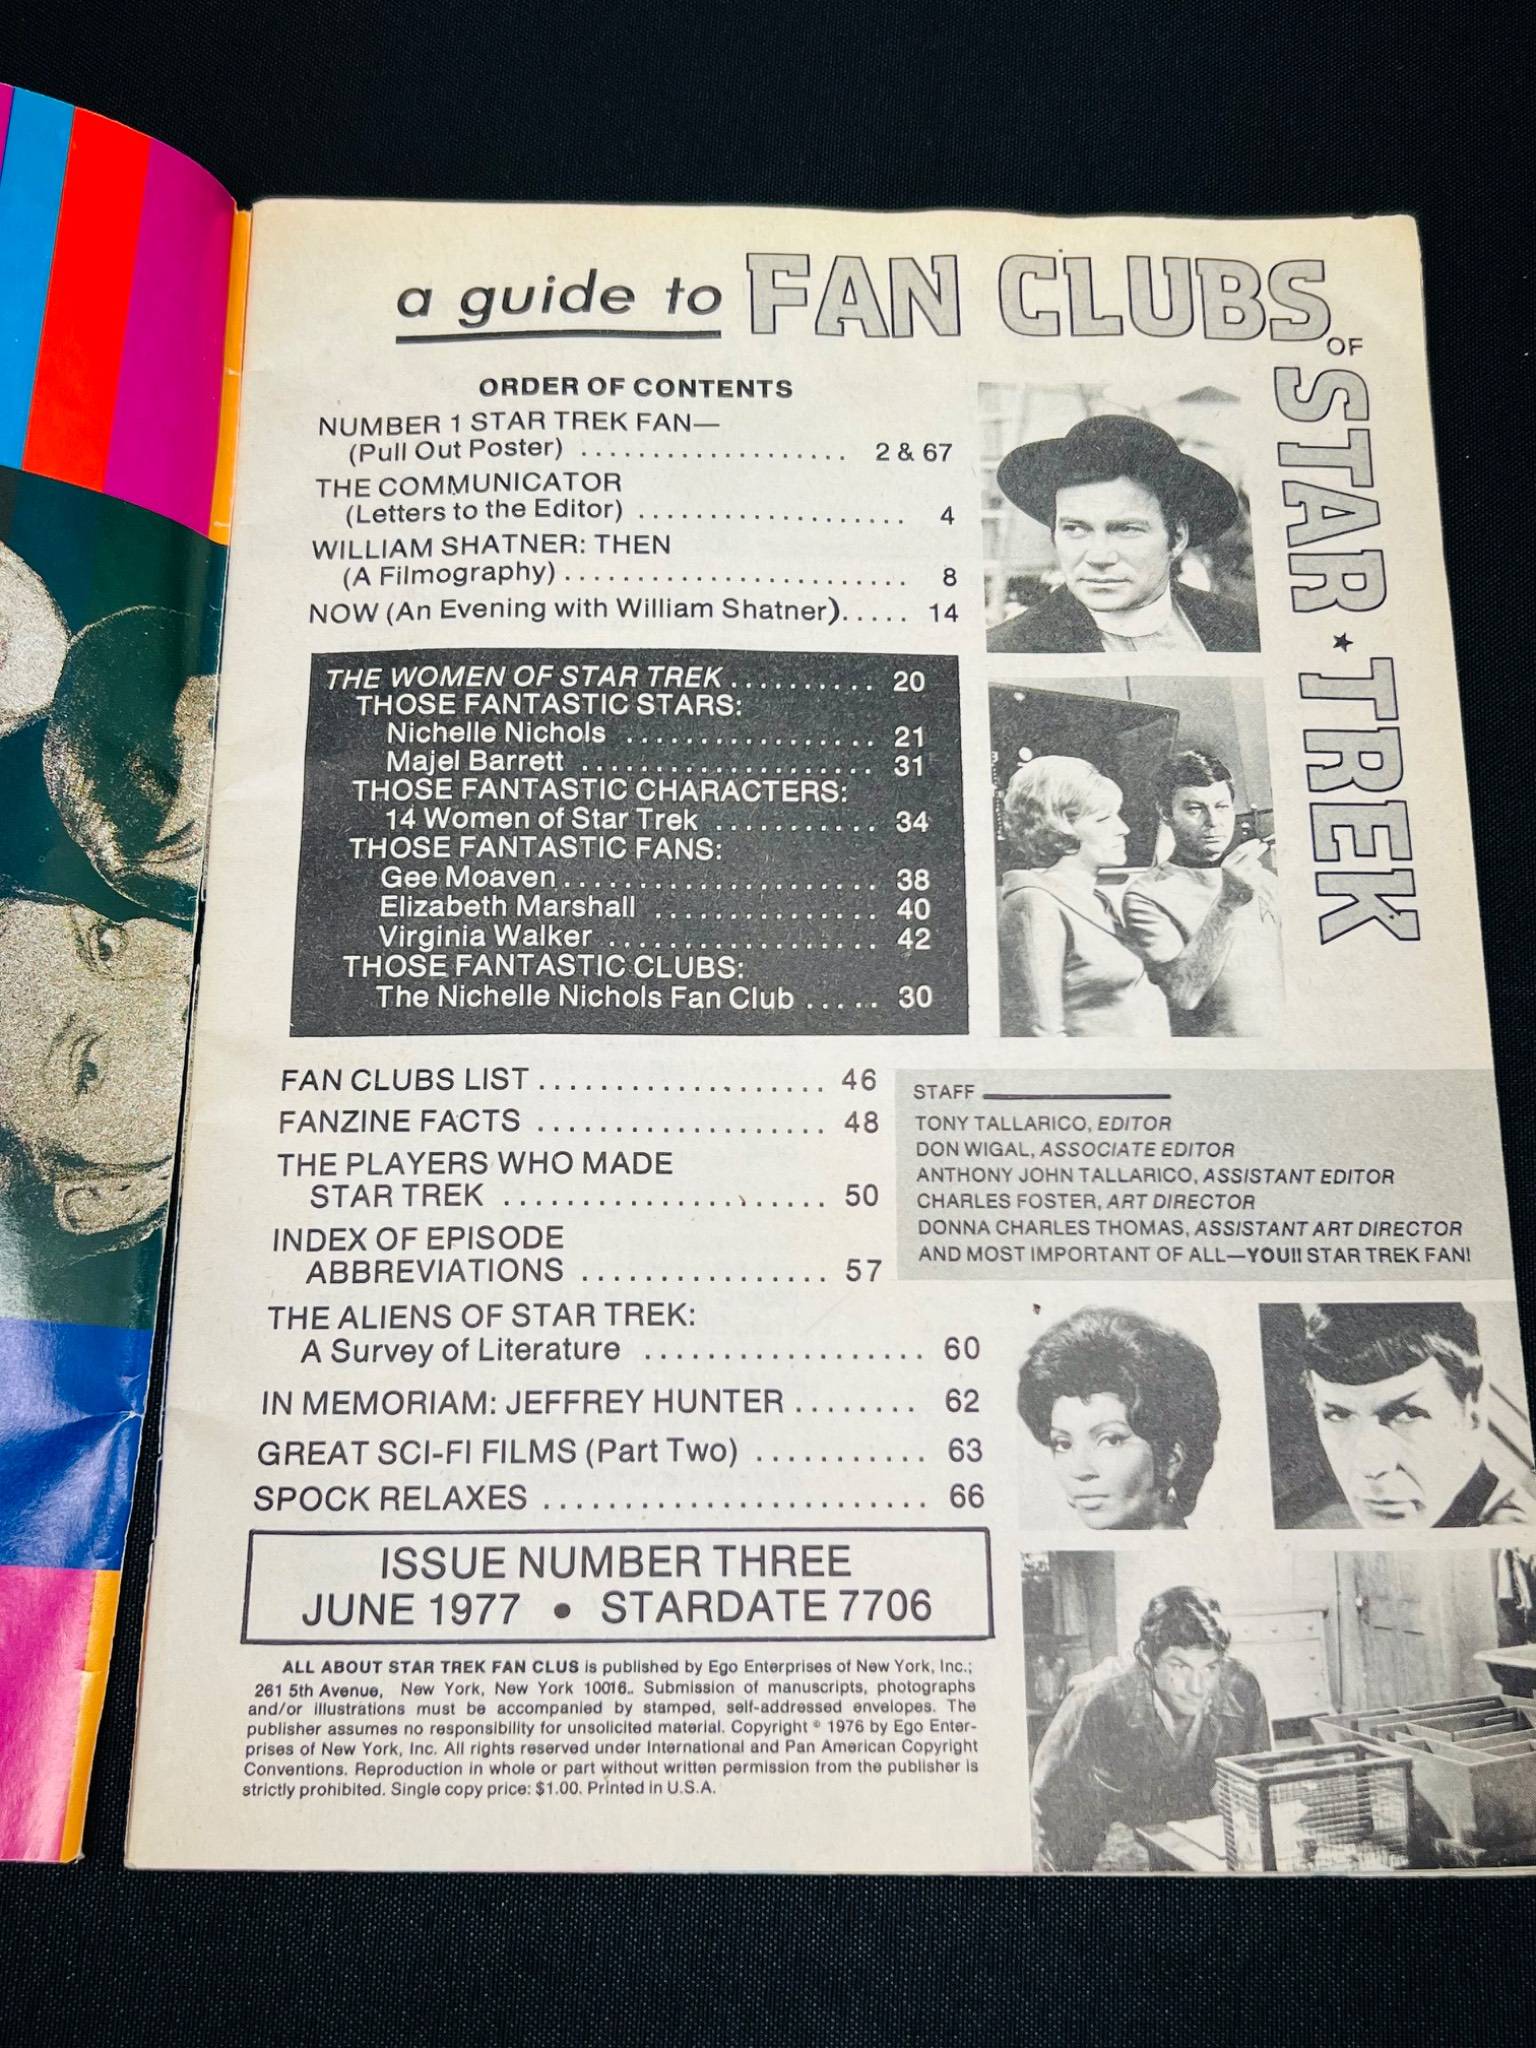 a guide to FAN CLUBS
OF
STAR ★ TREK
ORDER OF CONTENTS
NUMBER 1 STAR TREK FAN—
(Pull Out Poster) .................. 2 & 67
THE COMMUNICATOR
(Letters to the Editor) .................. 4
WILLIAM SHATNER: THEN
(A Filmography) ....................... 8
NOW (An Evening with William Shatner) ..... 14
THE WOMEN OF STAR TREK .......... 20
THOSE FANTASTIC STARS:
Nichelle Nichols ................. 21
Majel Barrett .................... 31
THOSE FANTASTIC CHARACTERS:
14 Women of Star Trek ........... 34
THOSE FANTASTIC FANS:
Gee Moaven ..................... 38
Elizabeth Marshall ............... 40
Virginia Walker .................. 42
THOSE FANTASTIC CLUBS:
The Nichelle Nichols Fan Club ..... 30
FAN CLUBS LIST ................... 46
FANZINE FACTS ................... 48
THE PLAYERS WHO MADE
STAR TREK ..................... 50
INDEX OF EPISODE
ABBREVIATIONS ................ 57
THE ALIENS OF STAR TREK:
A Survey of Literature .................. 60
IN MEMORIAM: JEFFREY HUNTER ........ 62
GREAT SCI-FI FILMS (Part Two) ........... 63
SPOCK RELAXES ......................... 66
STAFF
TONY TALLARICO, EDITOR
DON WIGAL, ASSOCIATE EDITOR
ANTHONY JOHN TALLARICO, ASSISTANT EDITOR
CHARLES FOSTER, ART DIRECTOR
DONNA CHARLES THOMAS, ASSISTANT ART DIRECTOR
AND MOST IMPORTANT OF ALL—YOU!! STAR TREK FAN!
ISSUE NUMBER THREE
JUNE 1977 • STARDATE 7706
ALL ABOUT STAR TREK FAN CLUS is published by Ego Enterprises of New York, Inc.;
261 5th Avenue, New York, New York 10016.. Submission of manuscripts, photographs
and/or illustrations must be accompanied by stamped, self-addressed envelopes. The
publisher assumes no responsibility for unsolicited material. Copyright © 1976 by Ego Enter-
prises of New York, Inc. All rights reserved under International and Pan American Copyright
Conventions. Reproduction in whole or part without written permission from the publisher is
strictly prohibited. Single copy price: $1.00. Printed in U.S.A.